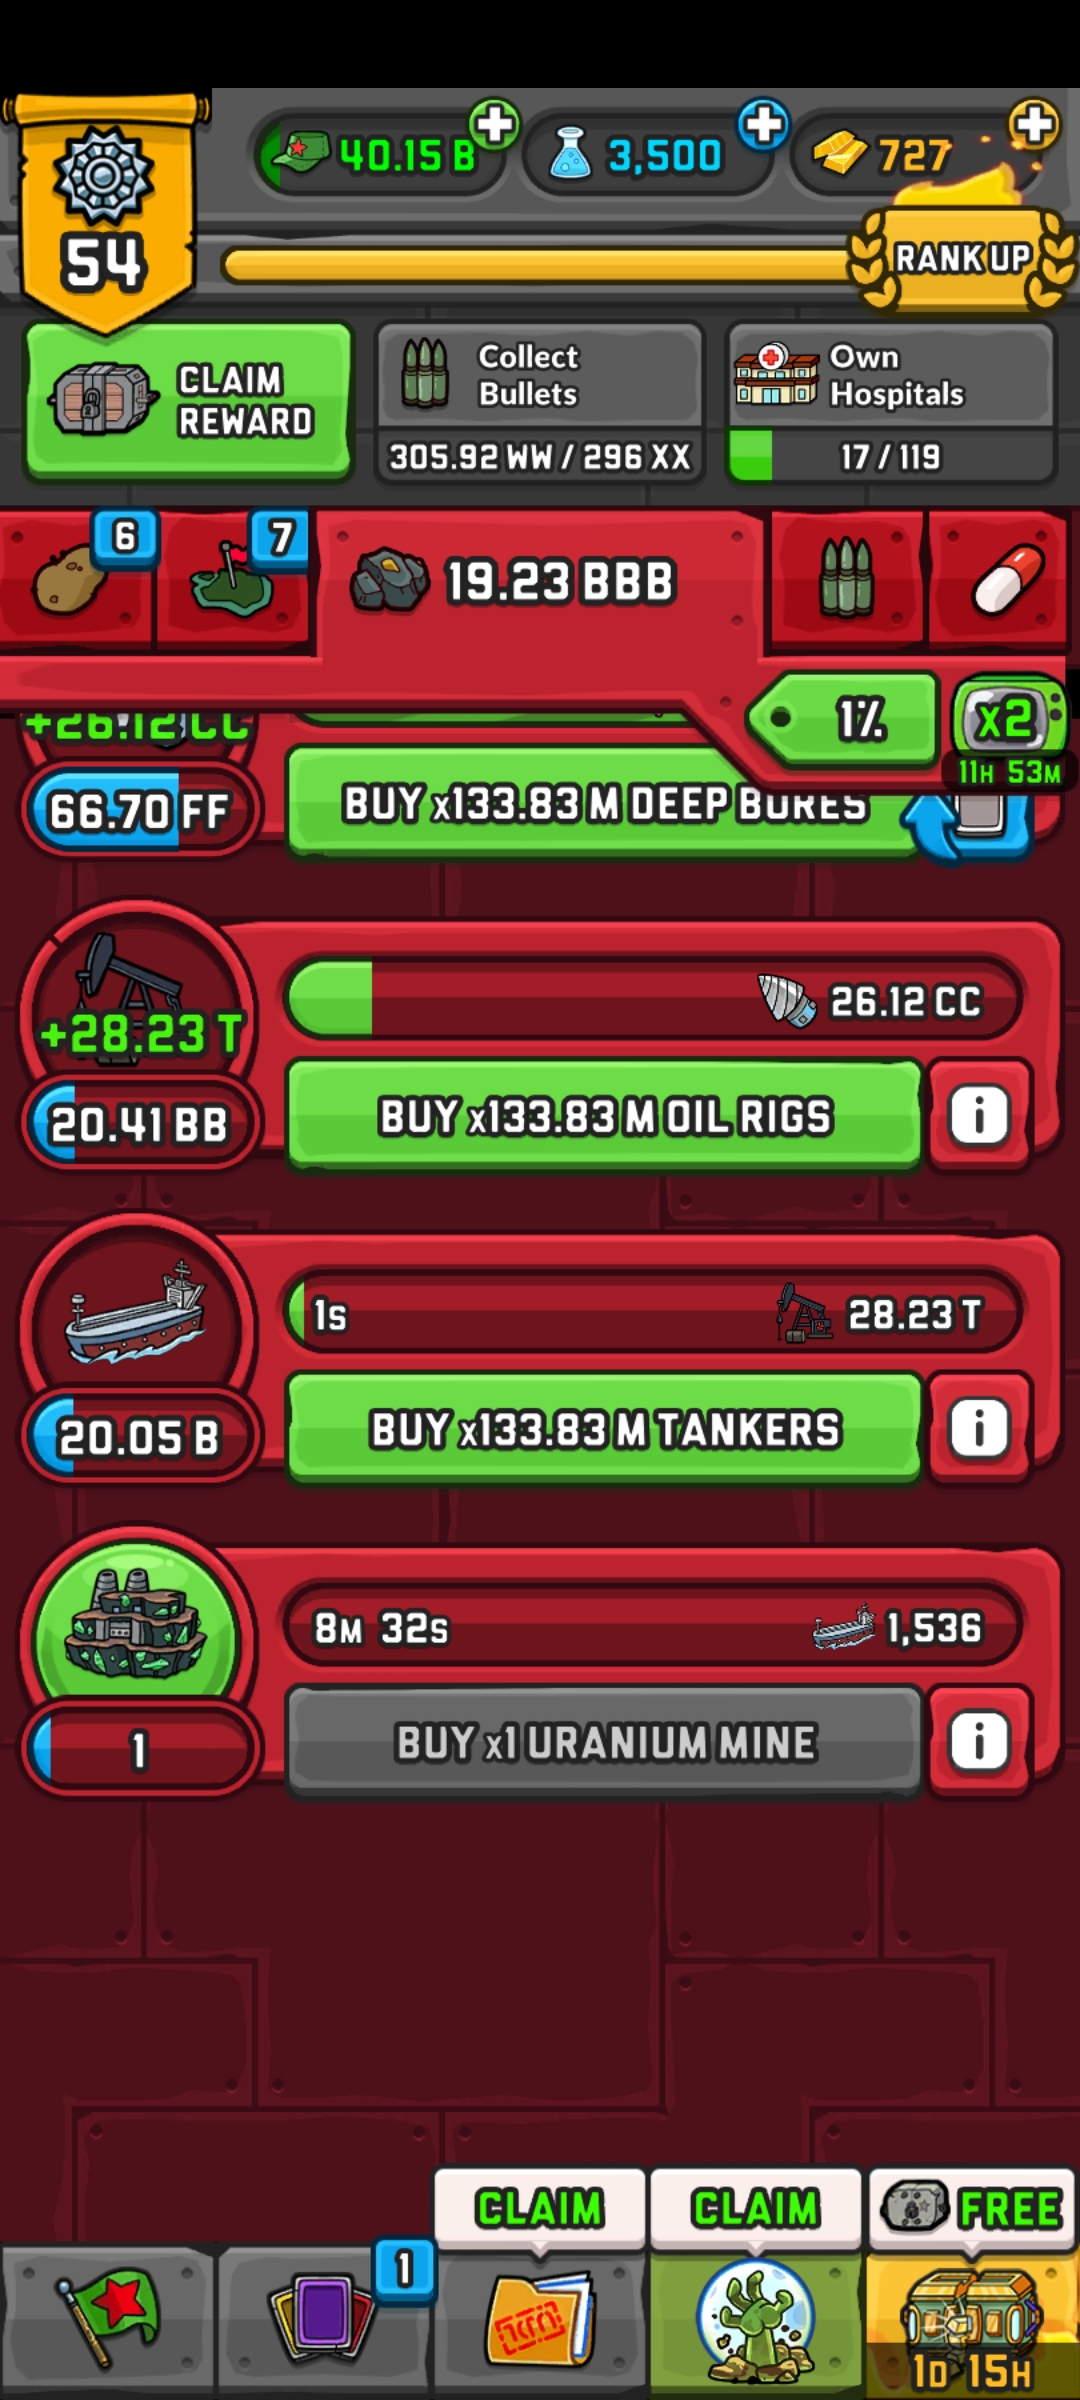 40.15 B
3,500
727
54
RANK UP
CLAIM
REWARD
Collect
Bullets
305.92 WW / 296 XX
Own
Hospitals
17 / 119
6
7
19.23 BBB
1%
x2
11H 53M
+26.12 CC
66.70 FF
BUY x133.83 M DEEP BORES
+28.23 T
26.12 CC
20.41 BB
BUY x133.83 M OIL RIGS
i
1S
28.23 T
20.05 B
BUY x133.83 M TANKERS
i
8M 32S
1,536
1
BUY x1 URANIUM MINE
i
CLAIM
CLAIM
FREE
1
1D 15H